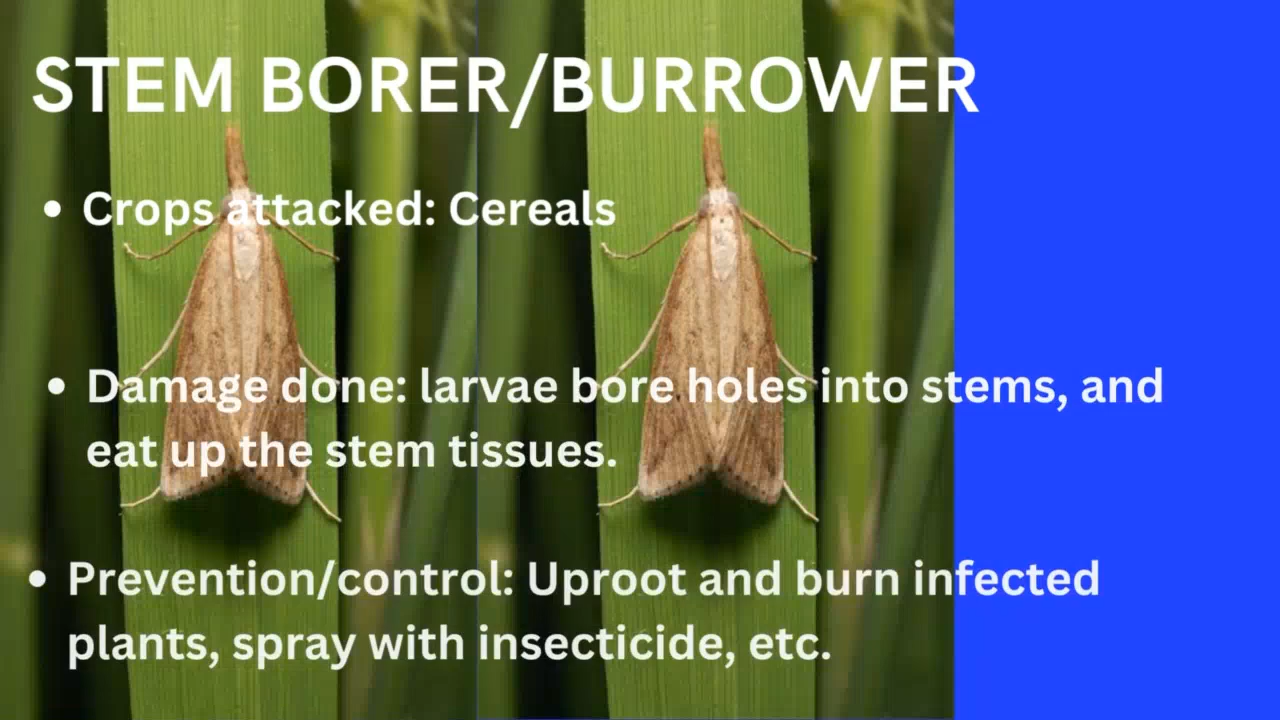 STEM BORER/BURROWER
• Crops attacked: Cereals
• Damage done: larvae bore holes into stems, and
eat up the stem tissues.
• Prevention/control: Uproot and burn infected
plants, spray with insecticide, etc.